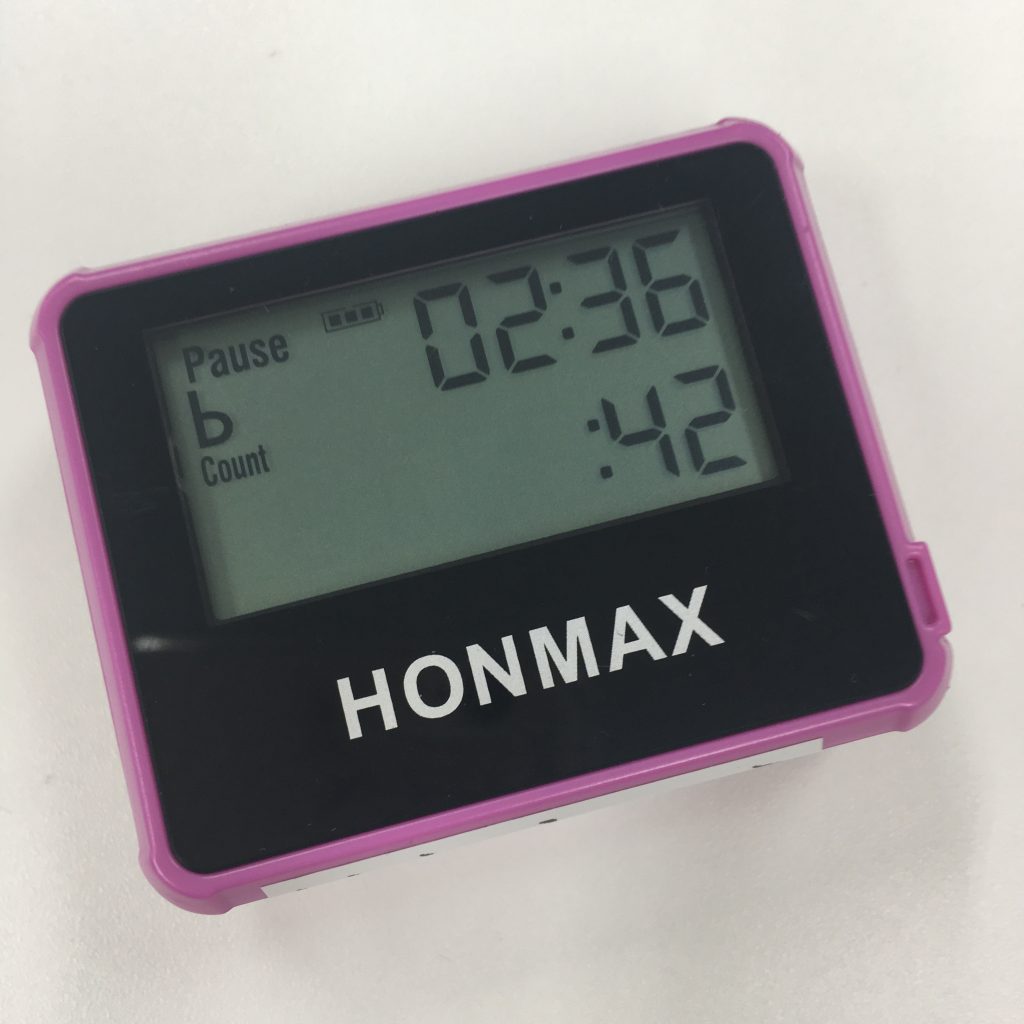 Pause 02:36
b :42
Count
HONMAX